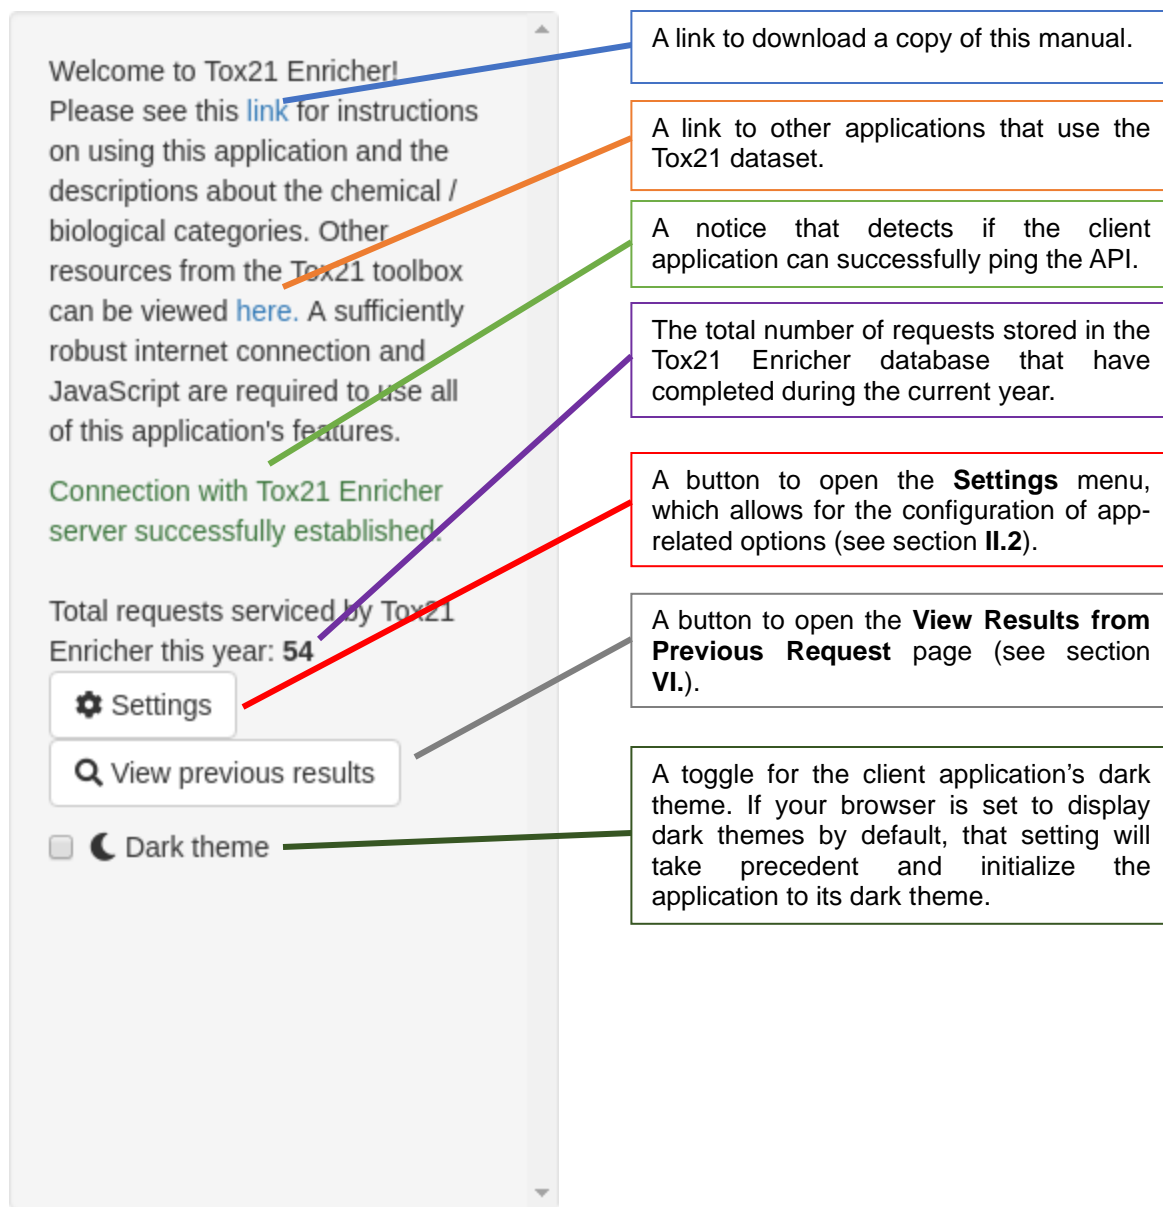 Welcome to Tox21 Enricher!
Please see this link for instructions
on using this application and the
descriptions about the chemical /
biological categories. Other
resources from the Tox21 toolbox
can be viewed here. A sufficiently
robust internet connection and
JavaScript are required to use all
of this application's features.
Connection with Tox21 Enricher
server successfully established.
Total requests serviced by Tox21
Enricher this year: 54
Settings
View previous results
Dark theme
A link to download a copy of this manual.
A link to other applications that use the
Tox21 dataset.
A notice that detects if the client
application can successfully ping the API.
The total number of requests stored in the
Tox21 Enricher database that have
completed during the current year.
A button to open the Settings menu,
which allows for the configuration of app-
related options (see section II.2).
A button to open the View Results from
Previous Request page (see section
VI.).
A toggle for the client application’s dark
theme. If your browser is set to display
dark themes by default, that setting will
take precedent and initialize the
application to its dark theme.